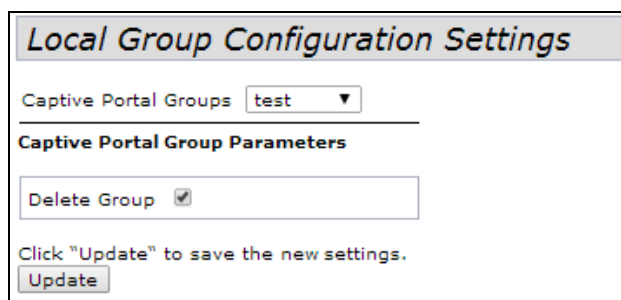 Local Group Configuration Settings
Captive Portal Groups test
Captive Portal Group Parameters
Delete Group
Click "Update" to save the new settings.
Update